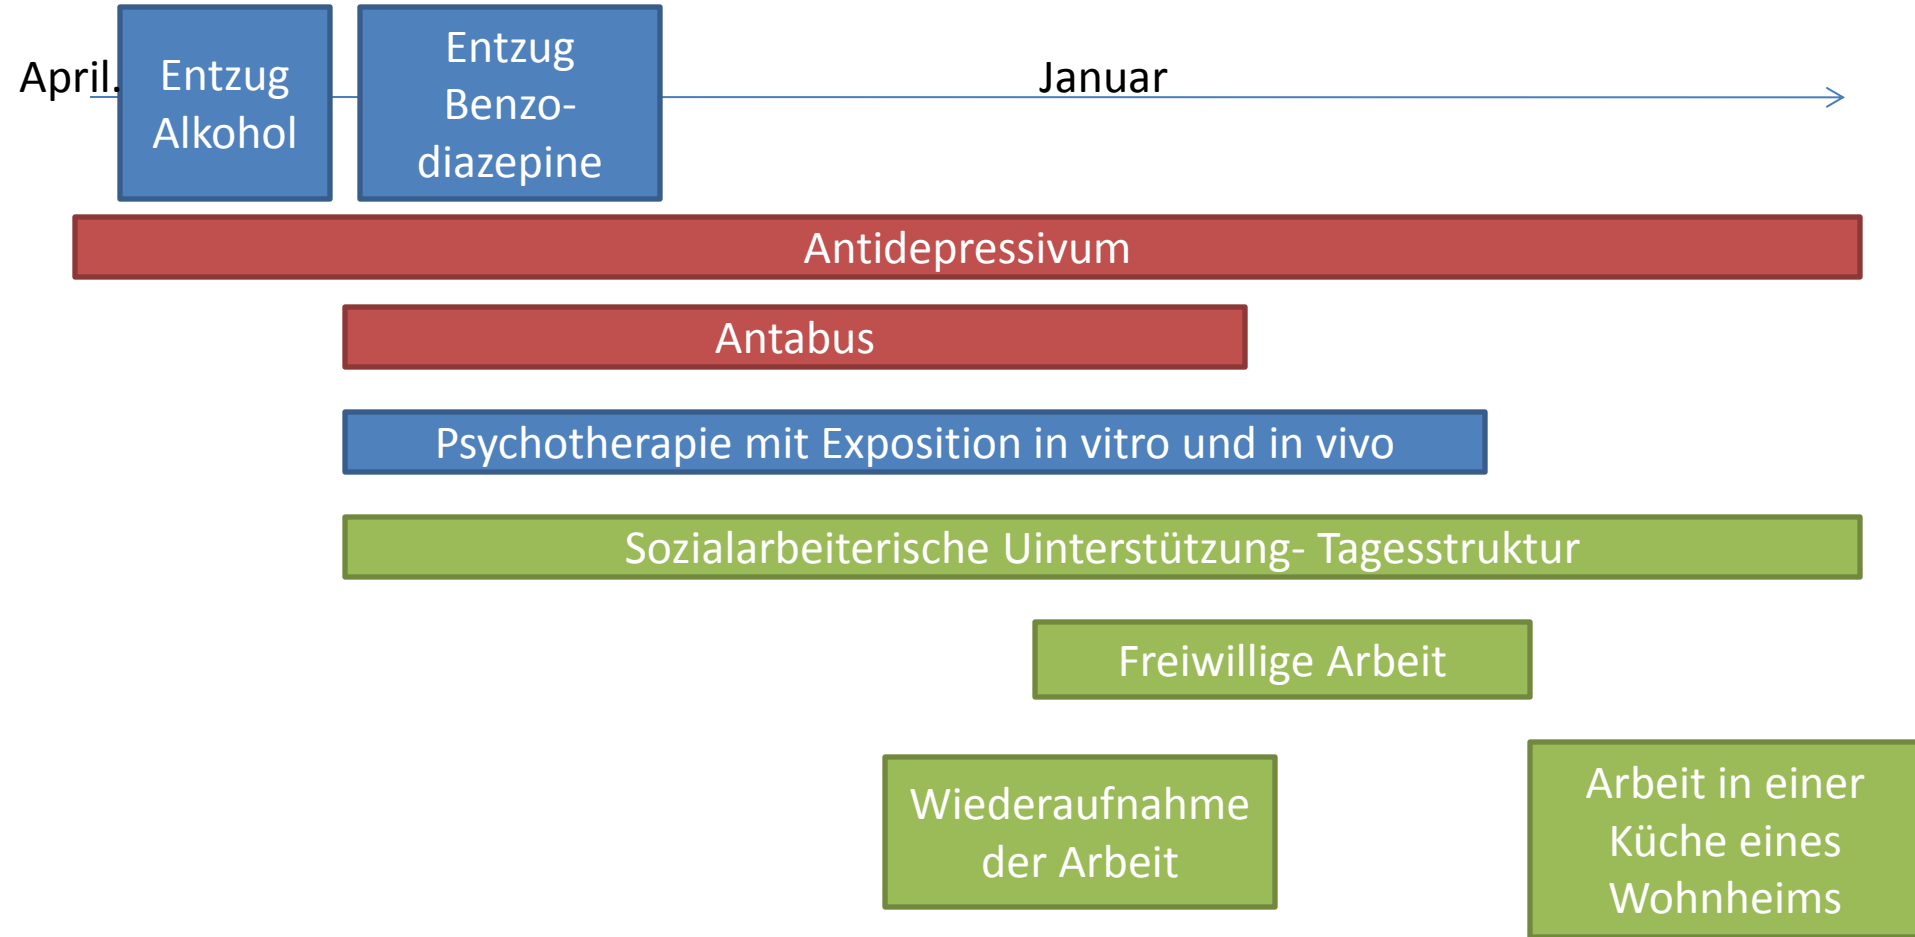 April.
Entzug
Alkohol
Entzug
Benzo-
diazepine
Januar
Antidepressivum
Antabus
Psychotherapie mit Exposition in vitro und in vivo
Sozialarbeiterische Uinterstützung- Tagesstruktur
Freiwillige Arbeit
Wiederaufnahme
der Arbeit
Arbeit in einer
Küche eines
Wohnheims